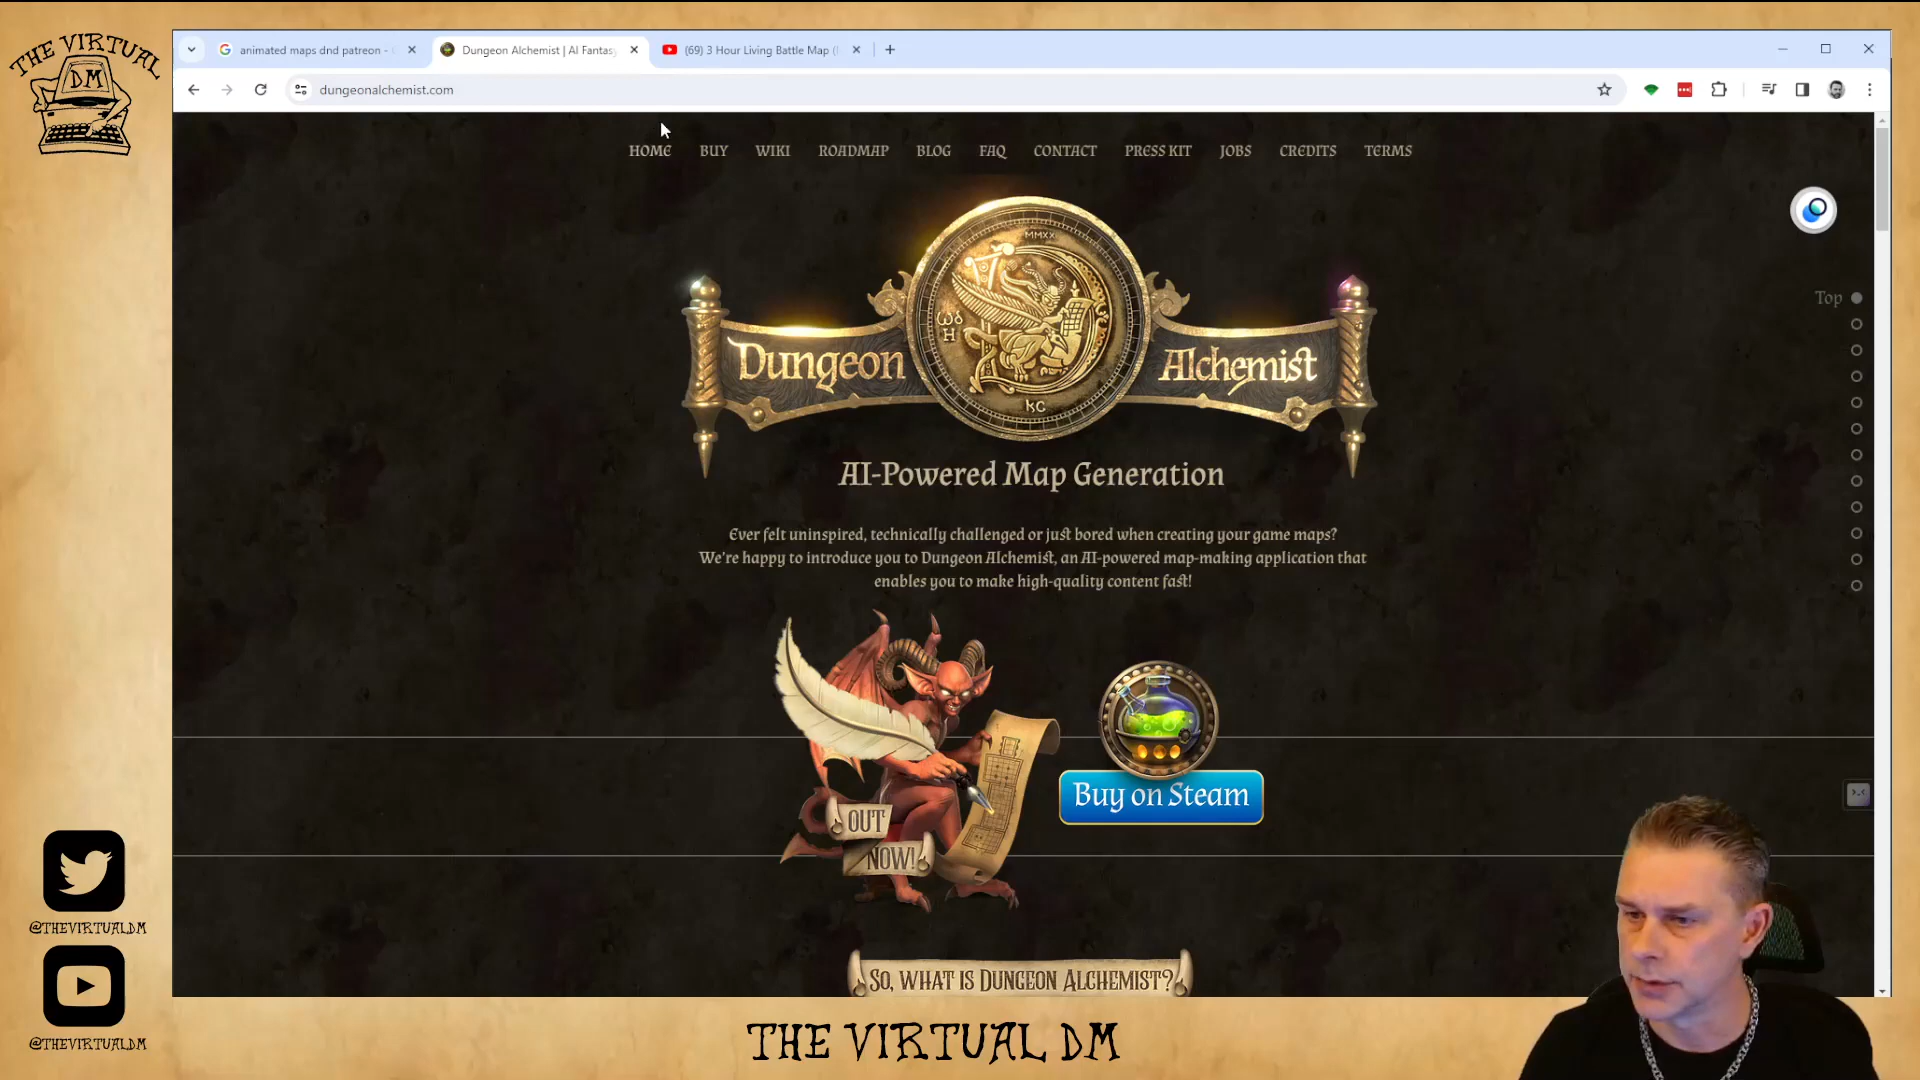 THE VIRTUAL
DM
animated maps dnd patreon -
Dungeon Alchemist | AI Fantasy
(69) 3 Hour Living Battle Map (
dungeonalchemist.com
HOME BUY WIKI ROADMAP BLOG FAQ CONTACT PRESS KIT JOBS CREDITS TERMS
MMXX
Dungeon Alchemist
KC
Top
AI-Powered Map Generation
Ever felt uninspired, technically challenged or just bored when creating your game maps?
We're happy to introduce you to Dungeon Alchemist, an AI-powered map-making application that
enables you to make high-quality content fast!
OUT
NOW!
Buy on Steam
SO, WHAT IS DUNGEON ALCHEMIST?
@THEVIRTUALDM
@THEVIRTUALDM
THE VIRTUAL DM